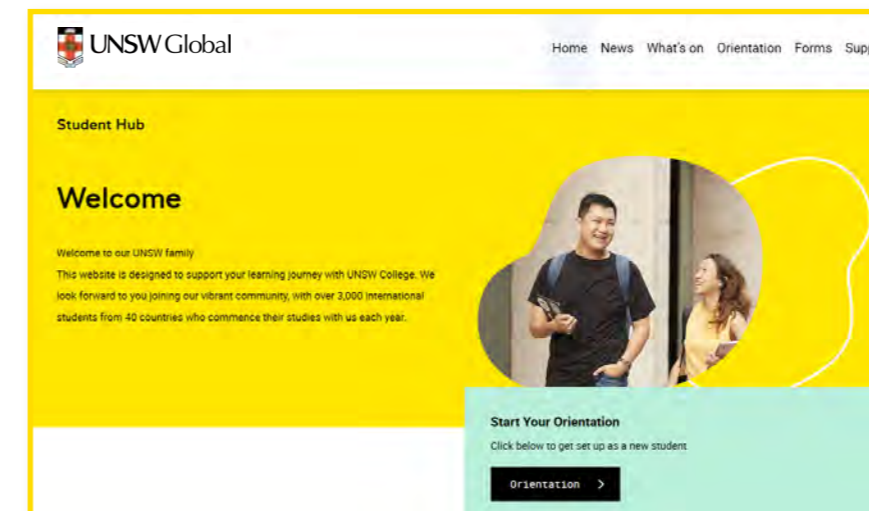 UNSW Global
Home News What's on Orientation Forms
Student Hub
Welcome
Welcome to our UNSW family
This website is designed to support your learning journey with UNSW College. We
look forward to you joining our vibrant community, with over 3,000 international
students from 40 countries who commence their studies with us each year.
Start Your Orientation
Click below to get set up as a new student
Orientation